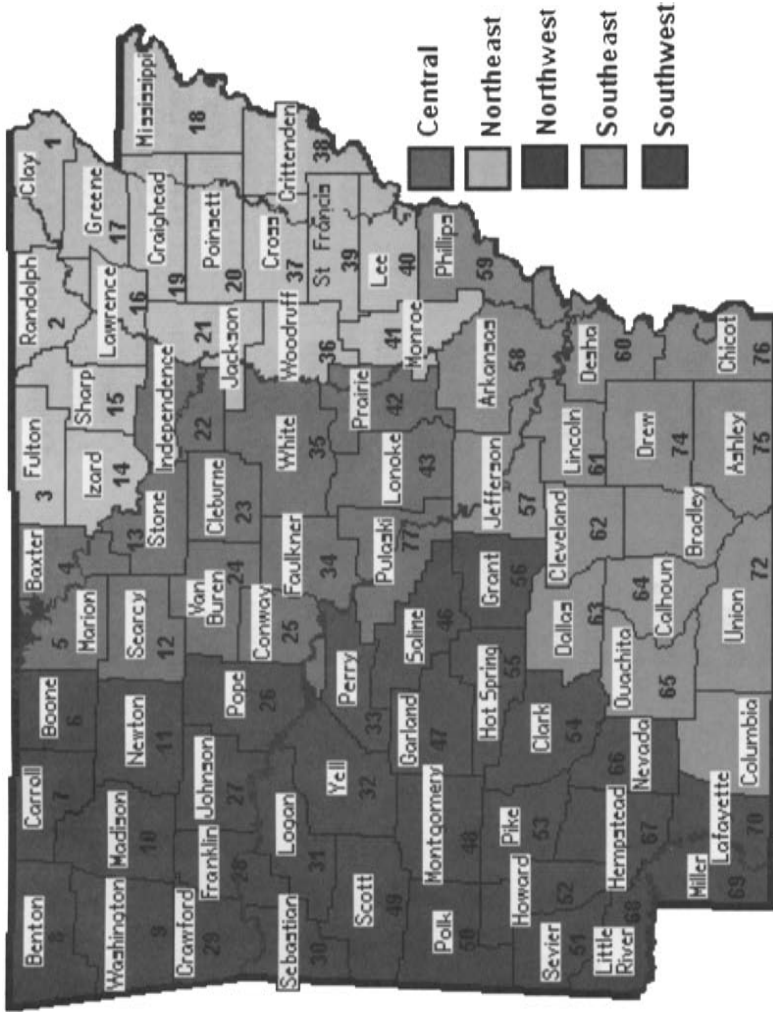 Benton
8
Carroll
7
Boone
6
Marion
5
Baxter
4
Fulton
3
Randolph
2
Clay
1
Washington
9
Madison
10
Newton
11
Searcy
12
Stone
13
Izard
14
Sharp
15
Lawrence
16
Greene
17
Mississippi
18
Crawford
29
Franklin
28
Johnson
27
Pope
26
Van
Buren
24
Cleburne
23
Independence
22
Jackson
21
Craighead
19
Poinsett
20
Sebastian
30
Logan
31
Conway
25
Faulkner
34
White
35
Woodruff
36
Cross
37
Crittenden
38
Scott
49
Yell
32
Perry
33
Pulaski
77
Lonoke
43
Prairie
42
Monroe
41
St Francis
39
Lee
40
Polk
50
Montgomery
48
Garland
47
Saline
46
Hot Spring
55
Grant
56
Jefferson
57
Arkansas
58
Phillips
59
Sevier
51
Howard
52
Pike
53
Clark
54
Dallas
63
Cleveland
62
Lincoln
61
Desha
60
Little
River
68
Hempstead
67
Nevada
66
Ouachita
65
Calhoun
64
Bradley
Drew
74
Miller
69
Lafayette
70
Columbia
Union
72
Ashley
75
Chicot
76
Central
Northeast
Northwest
Southeast
Southwest